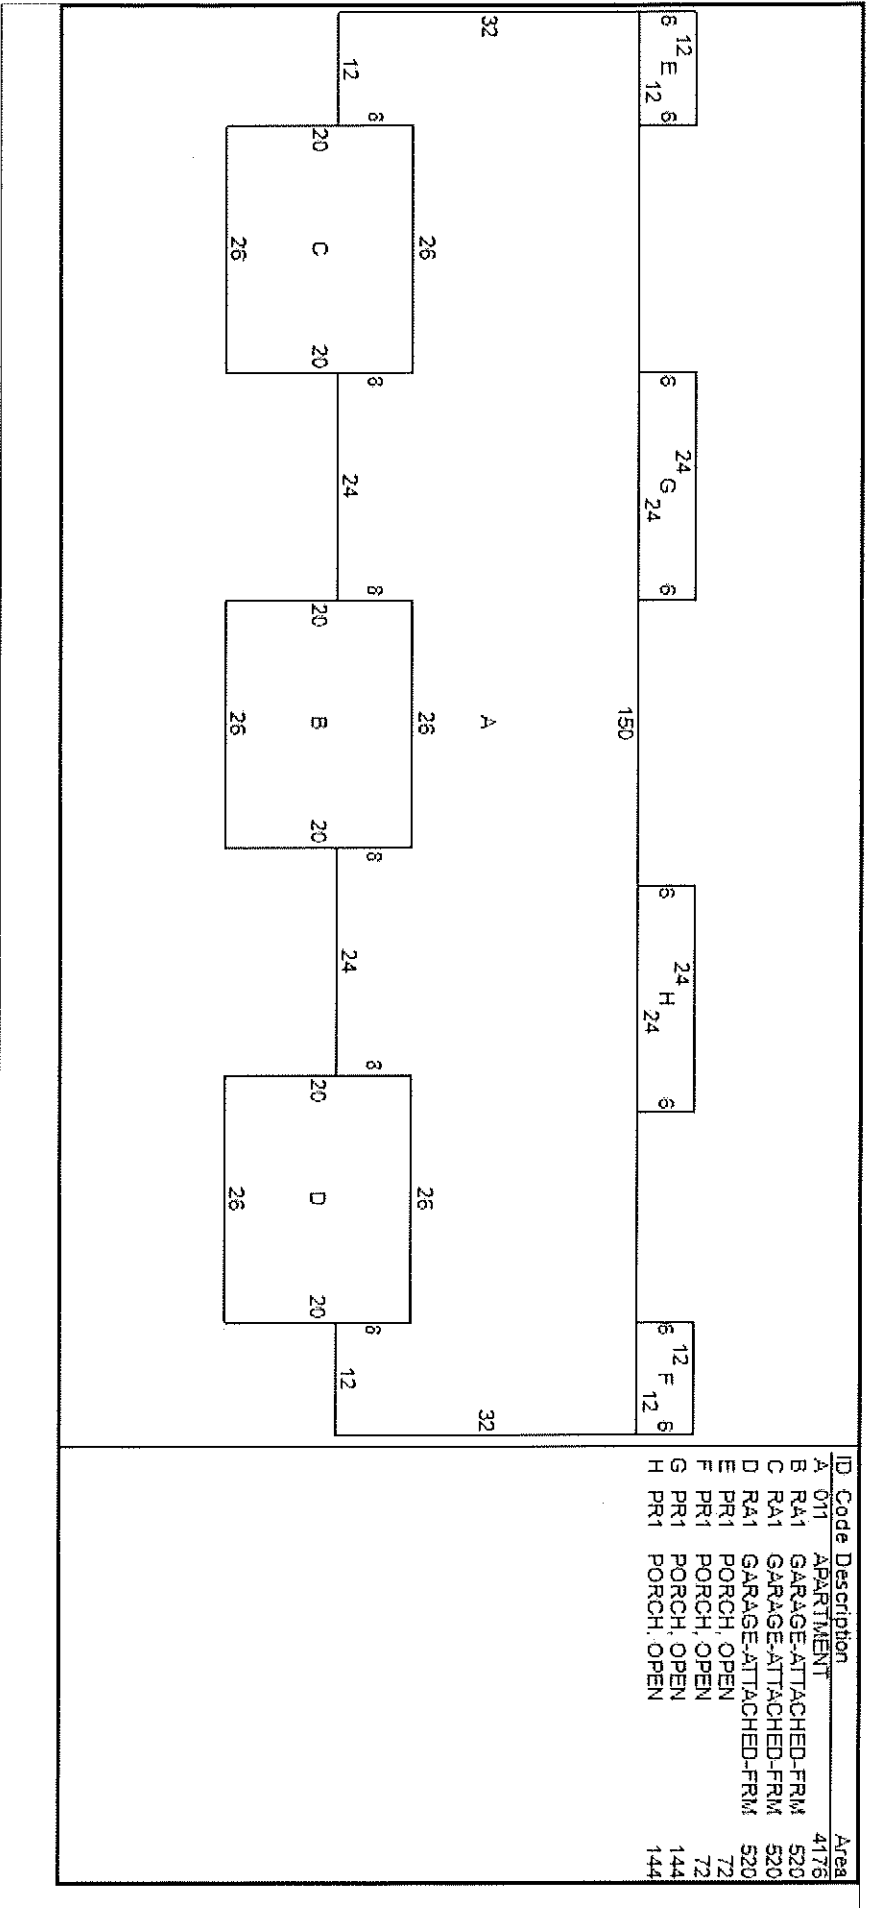 6 12 E 12 6
6 24 G 24 6
6 24 H 24 6
6 12 F 12 6
150
32
A
32
12
8
26
8
24
8
26
8
24
8
26
8
12
20 C 20
20 B 20
20 D 20
26
26
26
ID Code Description Area
A 011 APARTMENT 4176
B RA1 GARAGE-ATTACHED-FRM 520
C RA1 GARAGE-ATTACHED-FRM 520
D RA1 GARAGE-ATTACHED-FRM 520
E PR1 PORCH, OPEN 72
F PR1 PORCH, OPEN 72
G PR1 PORCH, OPEN 144
H PR1 PORCH, OPEN 144